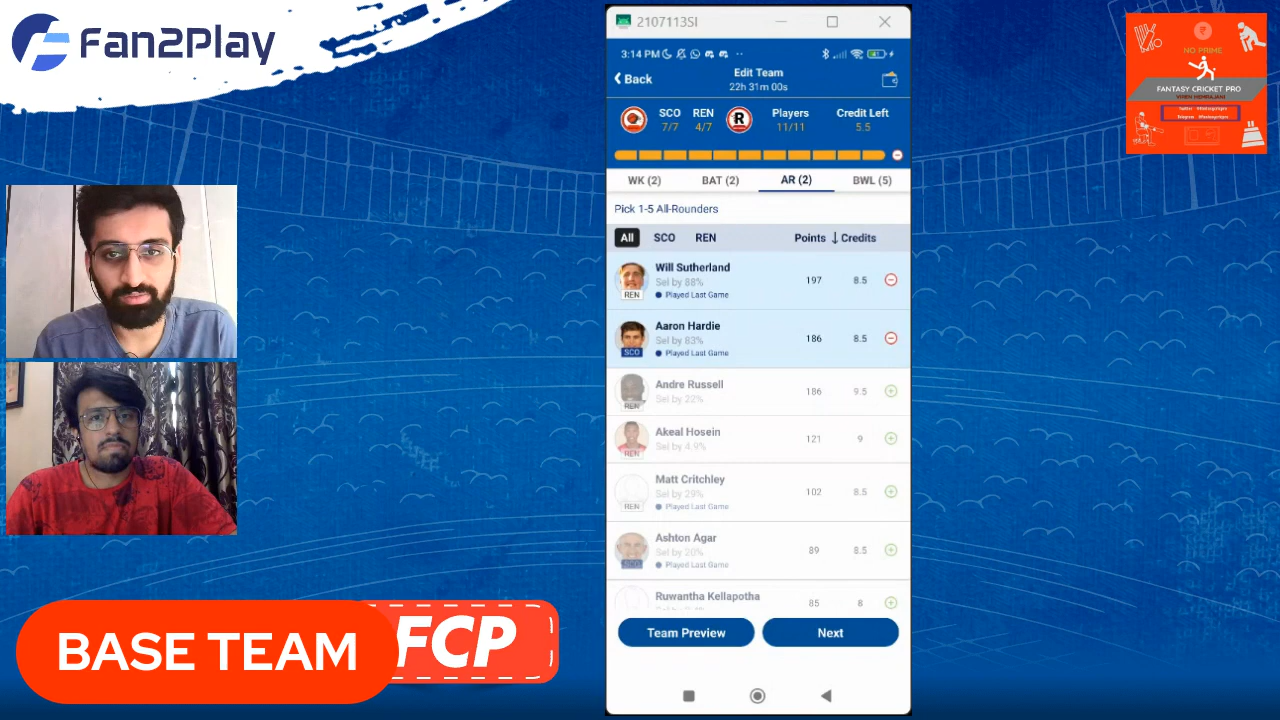 Fan2Play
2107113SI
3:14 PM
Back
Edit Team
22h 31m 00s
SCO
7/7
REN
4/7
R
Players
11/11
Credit Left
5.5
WK (2)
BAT (2)
AR (2)
BWL (5)
Pick 1-5 All-Rounders
All
SCO
REN
Points
↓ Credits
Will Sutherland
Sel by 88%
Played Last Game
REN
197
8.5
Aaron Hardie
Sel by 83%
Played Last Game
SCO
186
8.5
Andre Russell
Sel by 22%
REN
186
9.5
Akeal Hosein
Sel by 4.9%
REN
121
9
Matt Critchley
Sel by 29%
Played Last Game
REN
102
8.5
Ashton Agar
Sel by 20%
Played Last Game
SCO
89
8.5
Ruwantha Kellapotha
85
8
Team Preview
Next
NO PRIME
FANTASY CRICKET PRO
VIREN HEMRAJANI
BASE TEAM
FCP